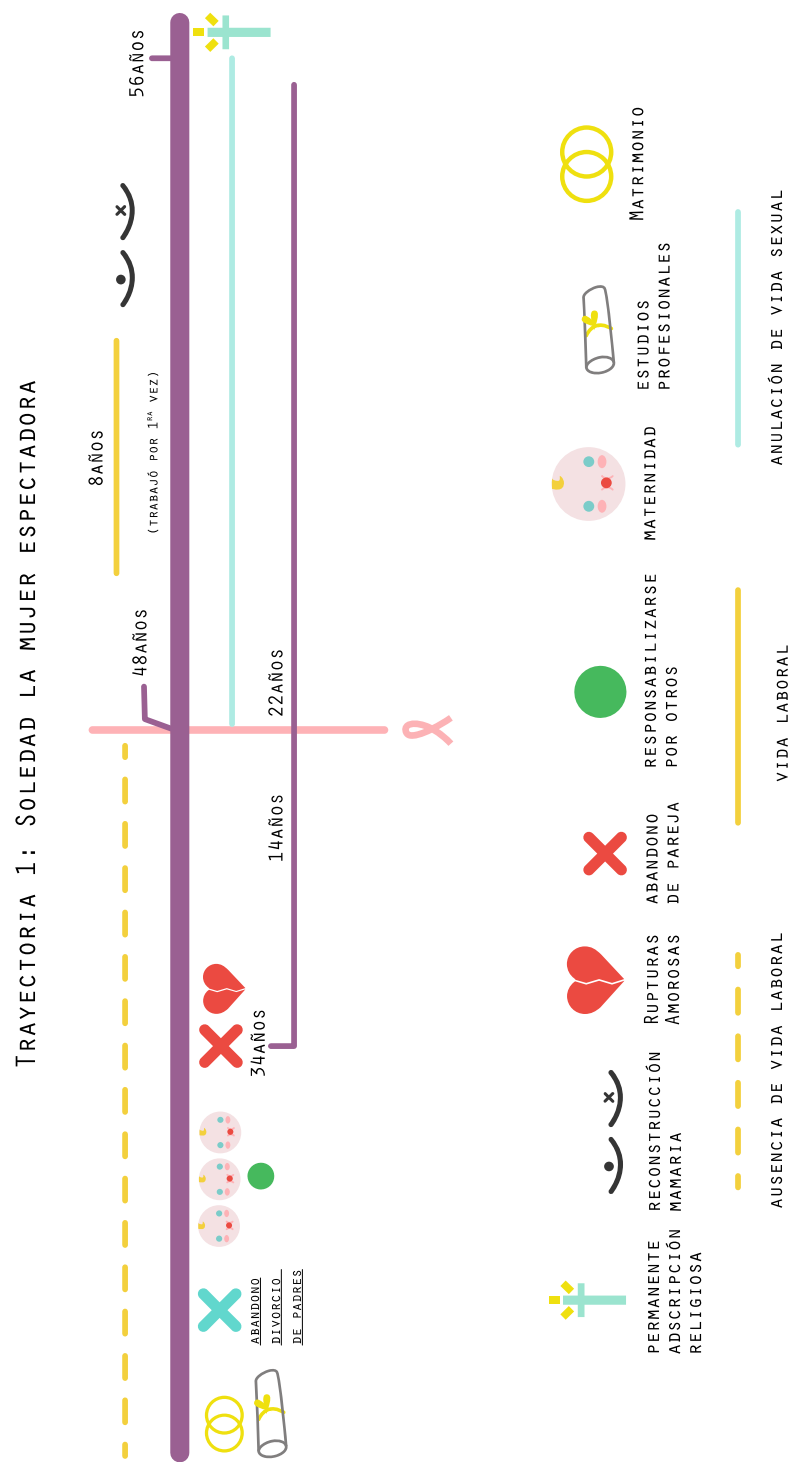 Trayectoria 1: Soledad la mujer espectadora
8años
(trabajó por 1ra vez)
48años
56años
14años
22años
34años
abandono
divorcio
de padres
permanente
adscripción
religiosa
reconstrucción
mamaria
Rupturas
Amorosas
abandono
de pareja
responsabilizarse
por otros
maternidad
estudios
profesionales
Matrimonio
ausencia de vida laboral
vida laboral
anulación de vida sexual